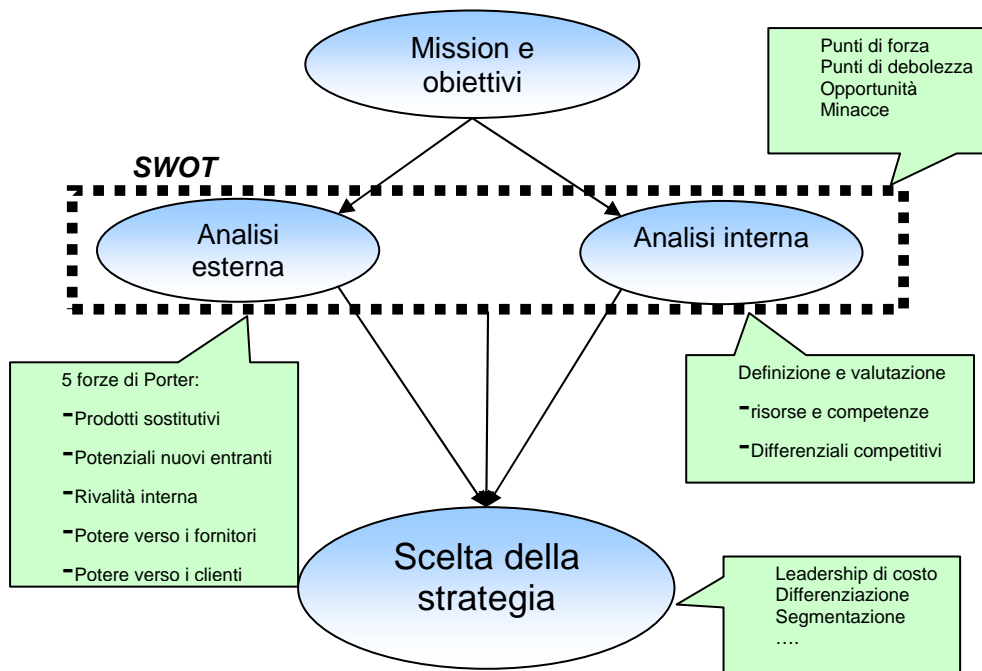 Mission e
obiettivi
Punti di forza
Punti di debolezza
Opportunità
Minacce
SWOT
Analisi
esterna
Analisi interna
5 forze di Porter:
-Prodotti sostitutivi
-Potenziali nuovi entranti
-Rivalità interna
-Potere verso i fornitori
-Potere verso i clienti
Definizione e valutazione
-risorse e competenze
-Differenziali competitivi
Scelta della
strategia
Leadership di costo
Differenziazione
Segmentazione
….